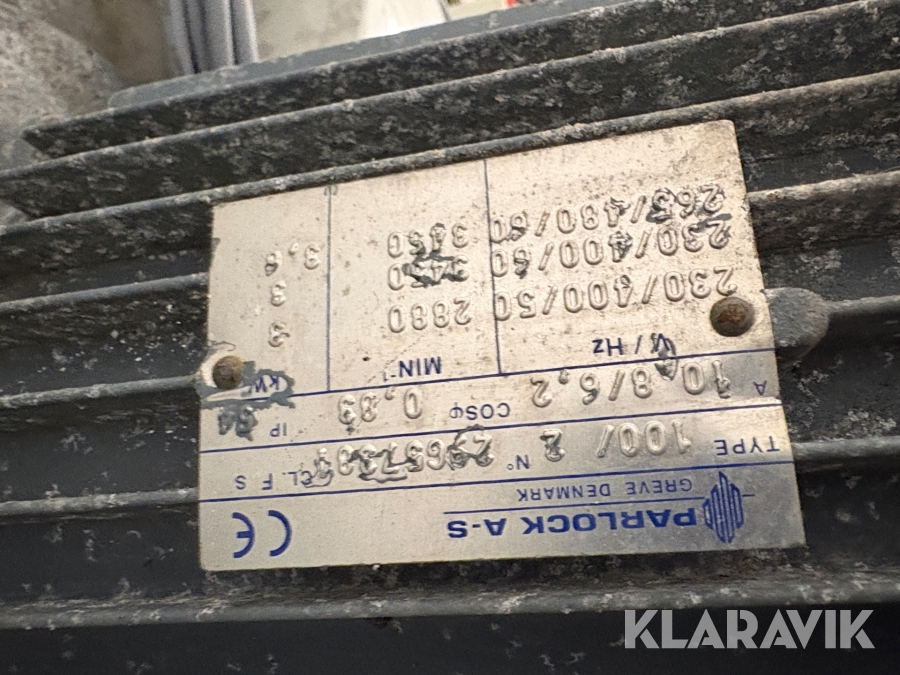 PARLOCK A-S
GREVE DENMARK
CE
TYPE 100/ 2 N° CL. F S
A 10,8/6,2 COSφ 0,83 IP 54
V / Hz MIN-1 KW
230/400/50 2880 3
230/400/60 3450 3
265/480/60 3450 3,6
KLARAVIK